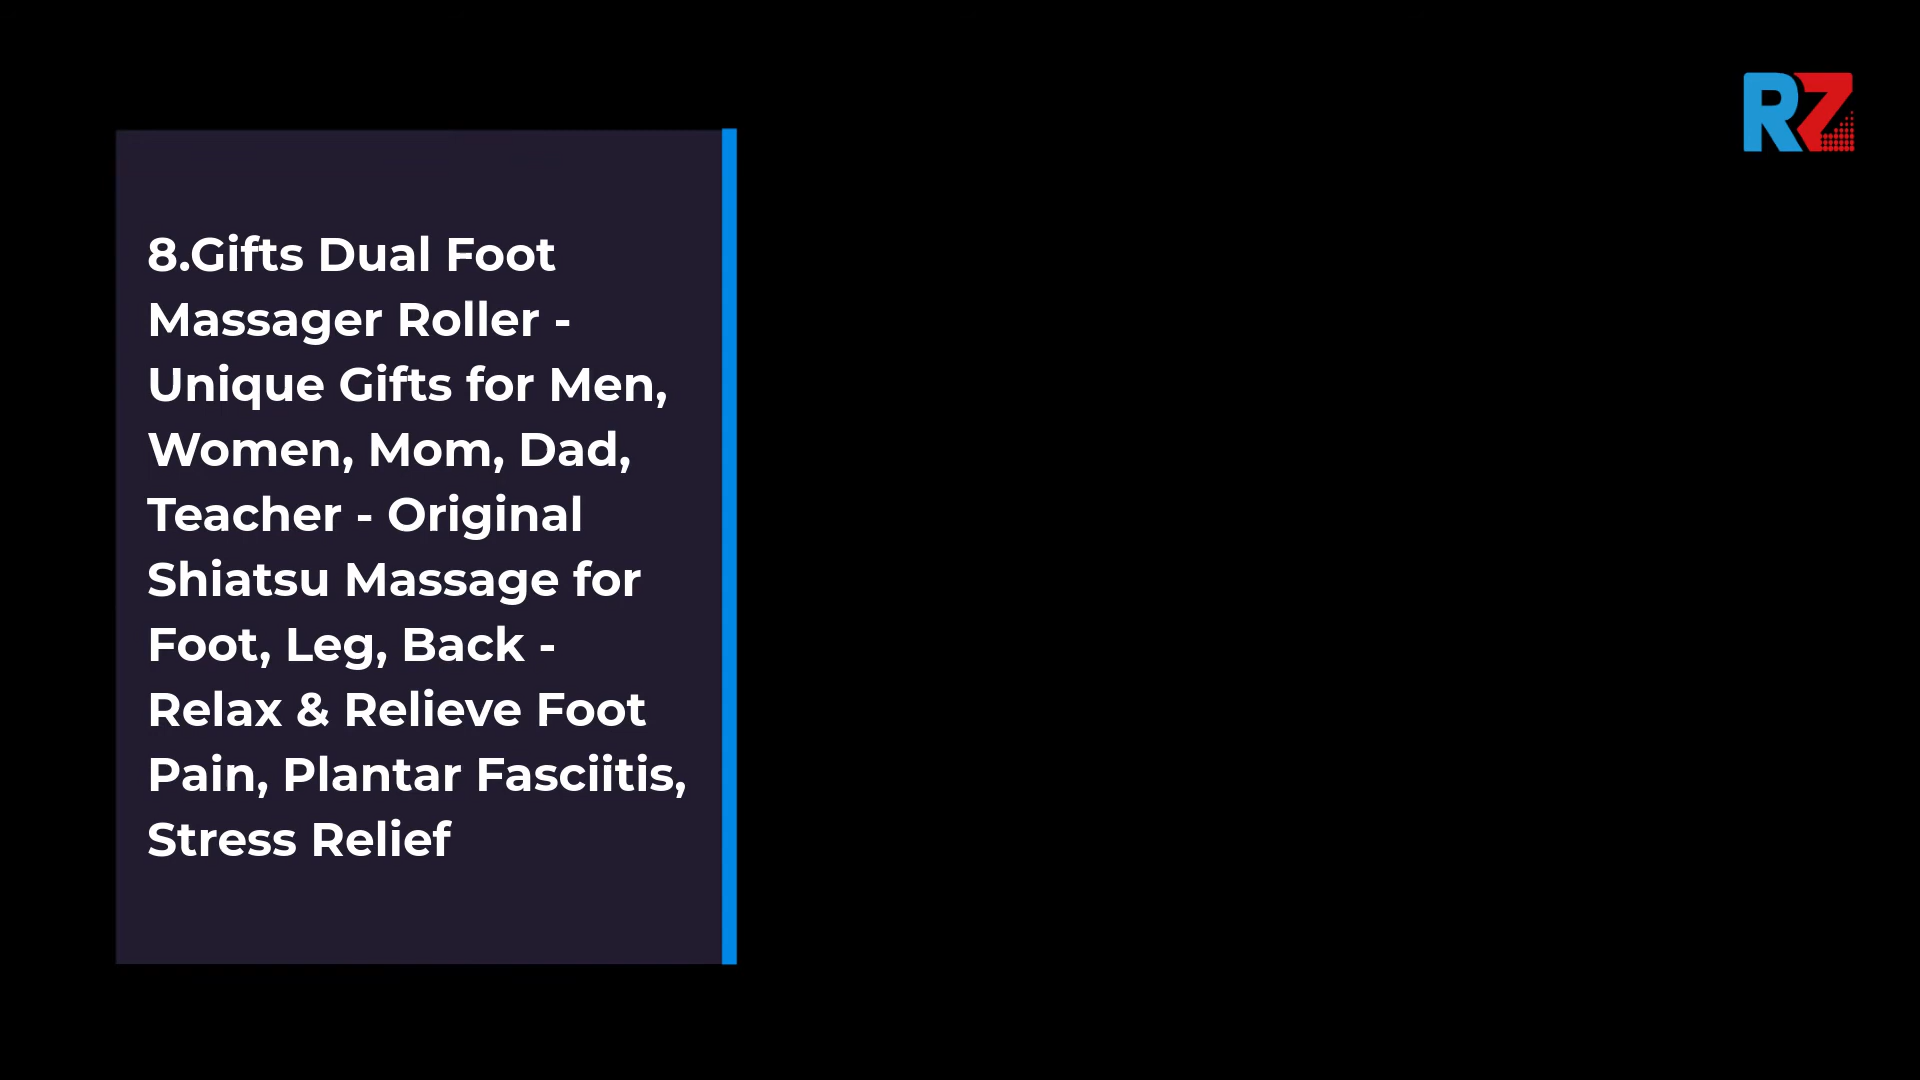 RZ
8.Gifts Dual Foot
Massager Roller -
Unique Gifts for Men,
Women, Mom, Dad,
Teacher - Original
Shiatsu Massage for
Foot, Leg, Back -
Relax & Relieve Foot
Pain, Plantar Fasciitis,
Stress Relief